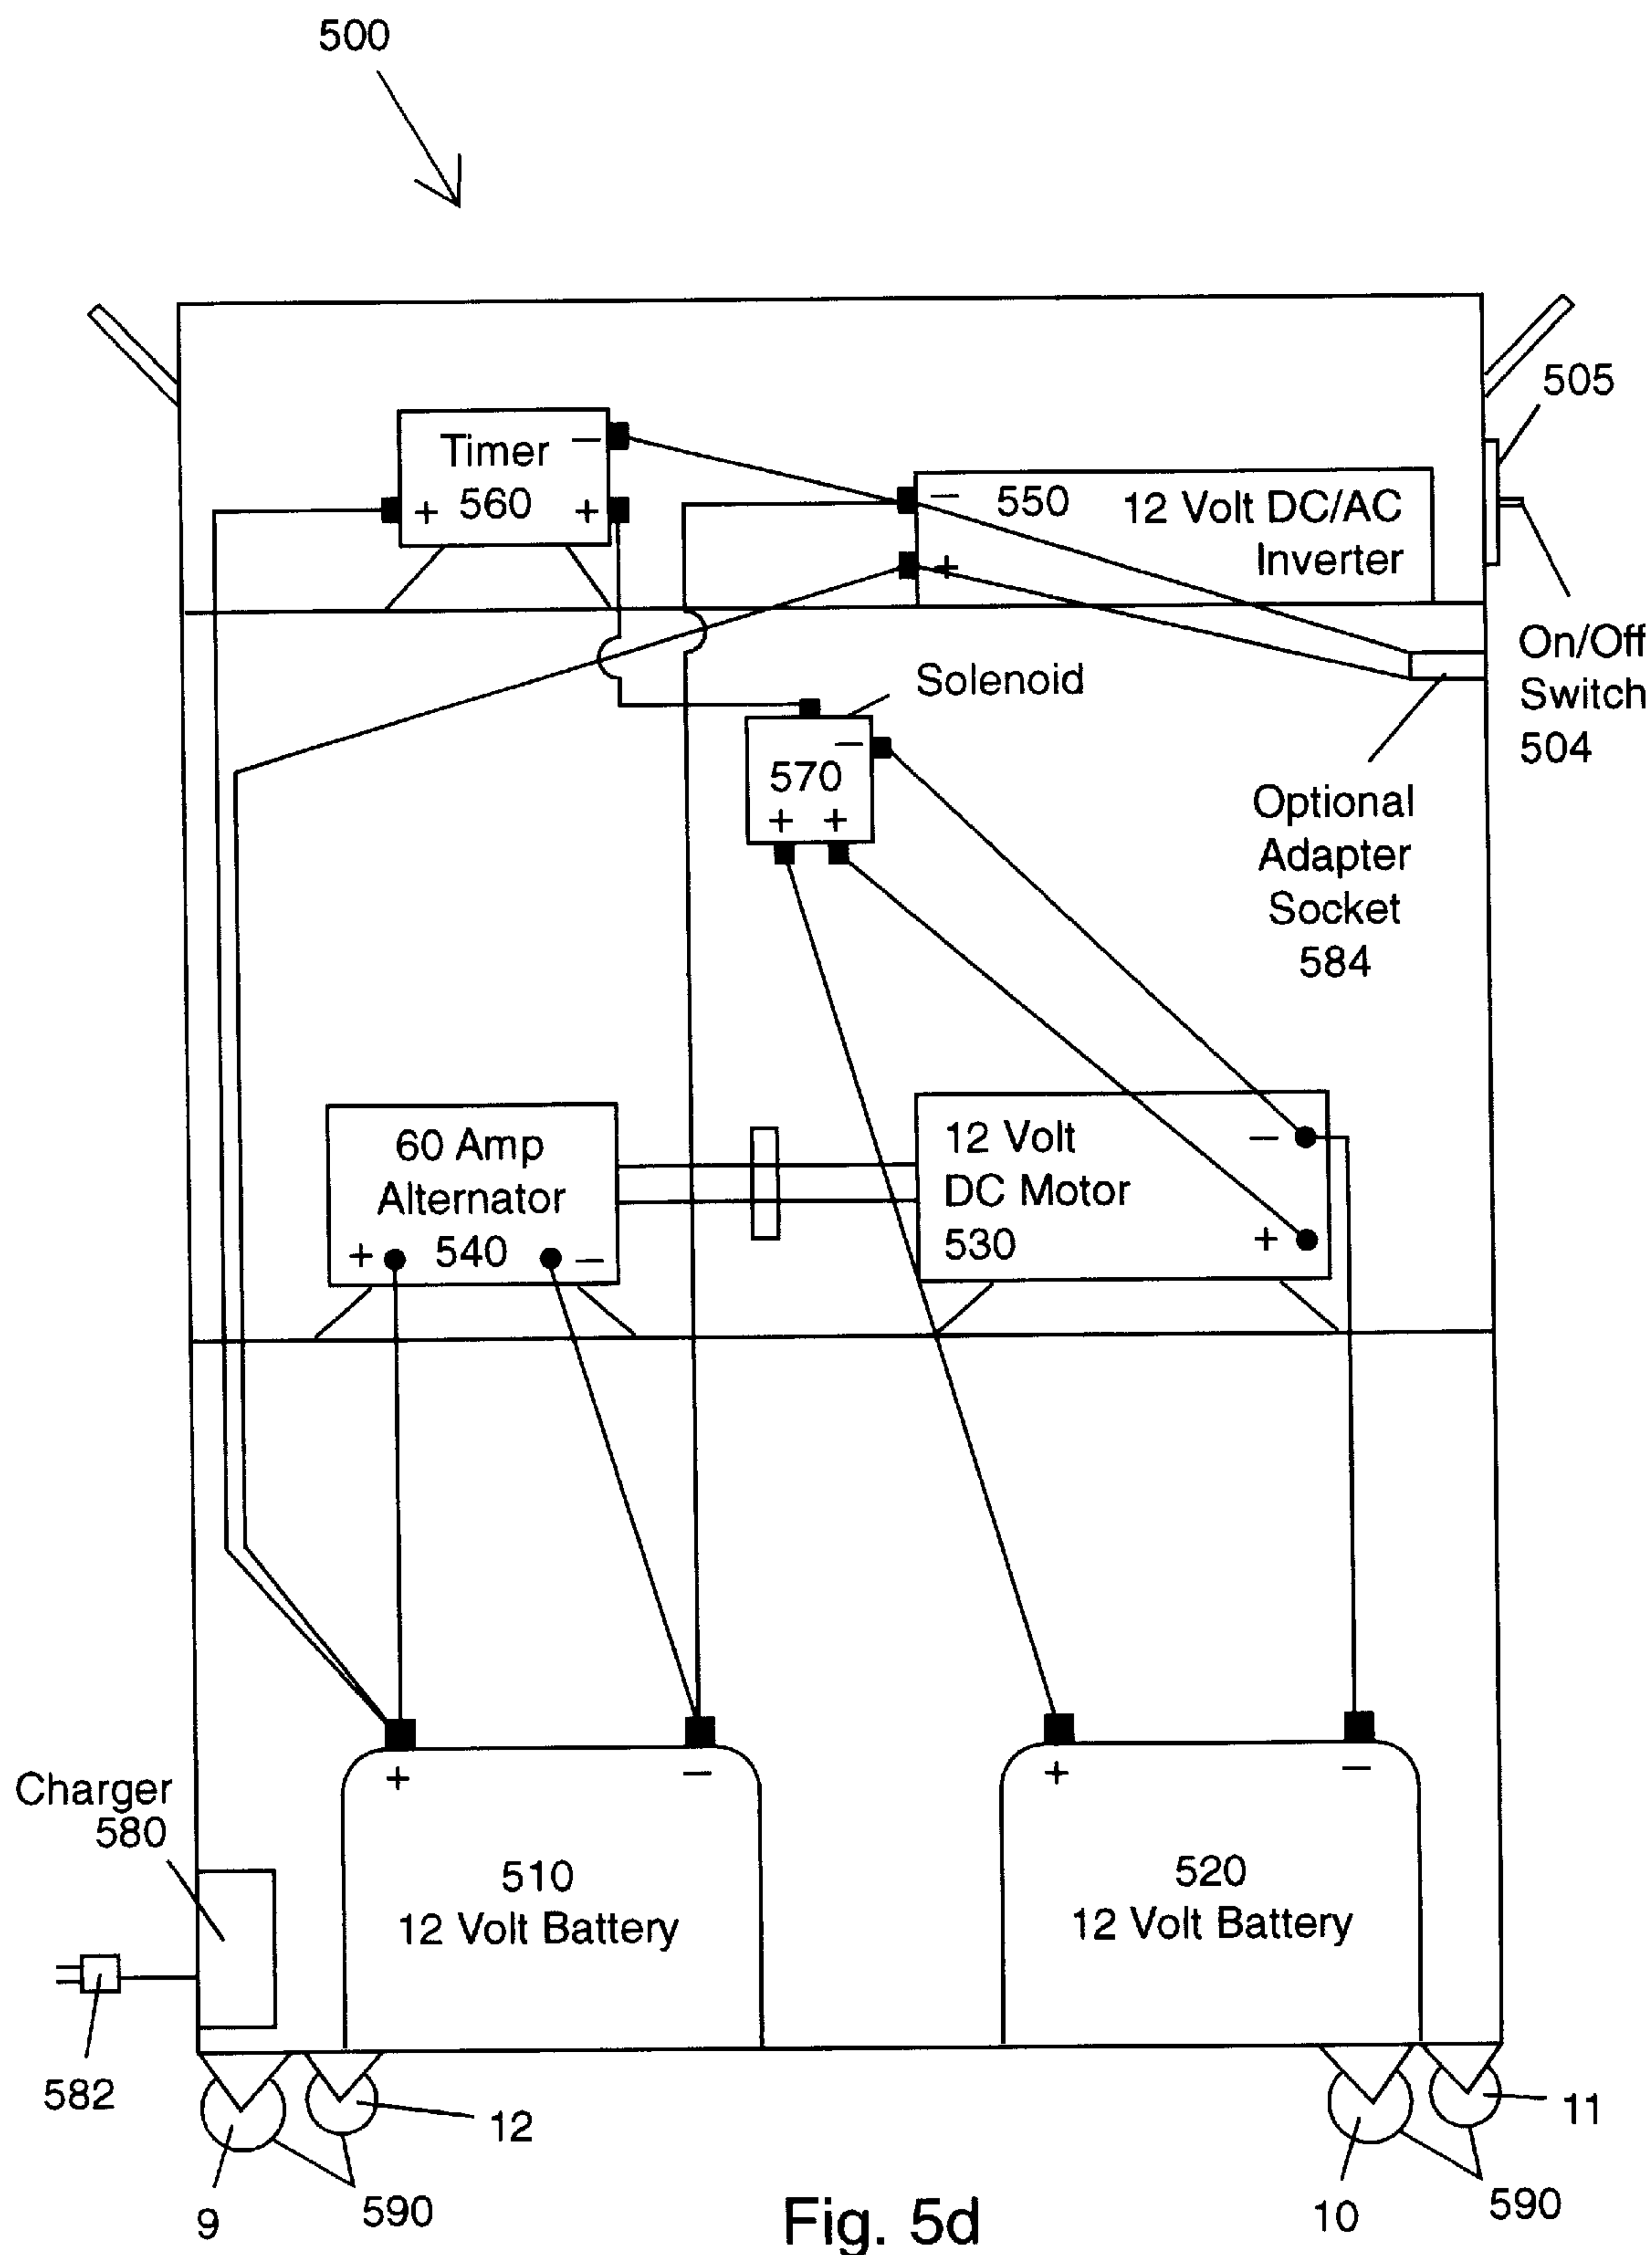 500
505
Timer −
+ 560 +
− 550 12 Volt DC/AC
+ Inverter
On/Off
Switch
504
Solenoid
−
570
+ +
Optional
Adapter
Socket
584
60 Amp
Alternator
+ 540 −
12 Volt
DC Motor
530
−
+
+ −
510
12 Volt Battery
+ −
520
12 Volt Battery
Charger
580
582
9
12
590
10
11
590
Fig. 5d